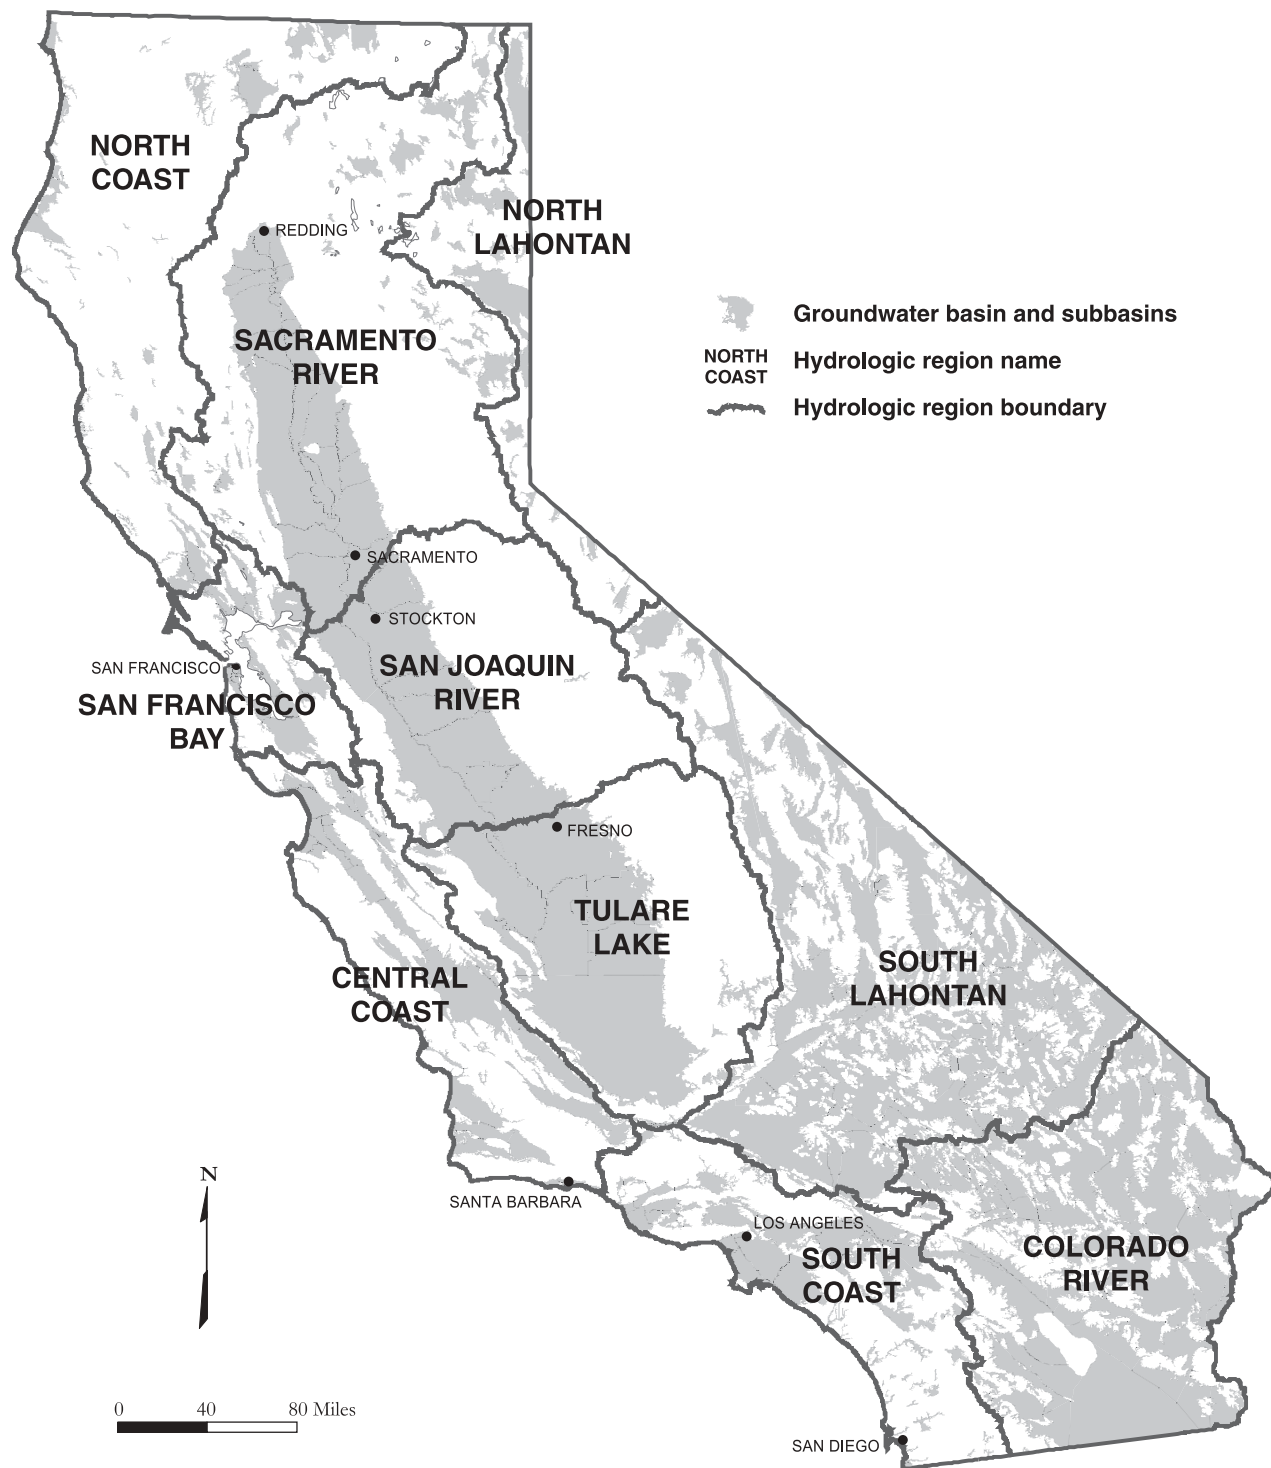 NORTH
COAST
NORTH
LAHONTAN
REDDING
SACRAMENTO
RIVER
Groundwater basin and subbasins
NORTH
COAST
Hydrologic region name
Hydrologic region boundary
SACRAMENTO
STOCKTON
SAN FRANCISCO
SAN JOAQUIN
RIVER
SAN FRANCISCO
BAY
FRESNO
TULARE
LAKE
CENTRAL
COAST
SOUTH
LAHONTAN
N
SANTA BARBARA
LOS ANGELES
SOUTH
COAST
COLORADO
RIVER
0 40 80 Miles
SAN DIEGO